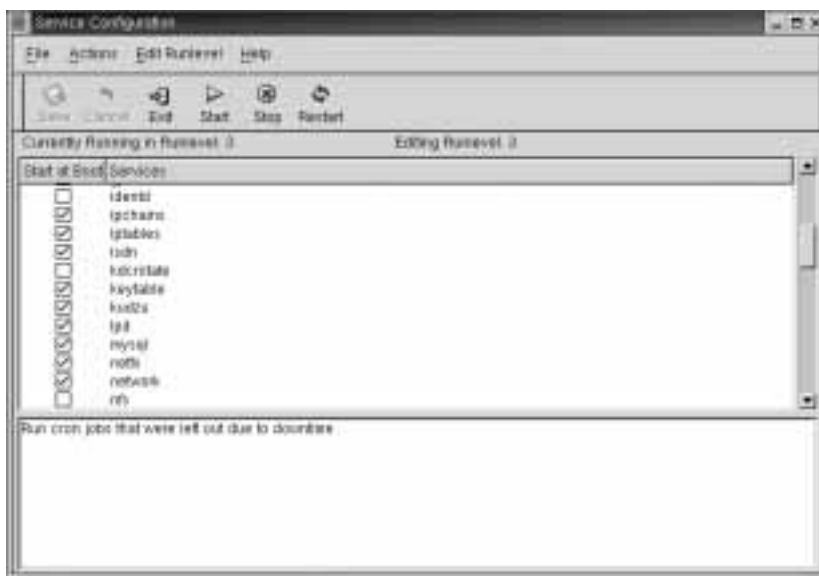 Service Configuration
File Actions Edit Runlevel Help
Save Cancel Exit Start Stop Restart
Currently Running in Runlevel: 3 Editing Runlevel: 3
Start at Boot Services
identd
ipchains
iptables
isdn
kdcrotate
keytable
kudzu
lpd
mysql
netfs
network
nfs
Run cron jobs that were left out due to downtime